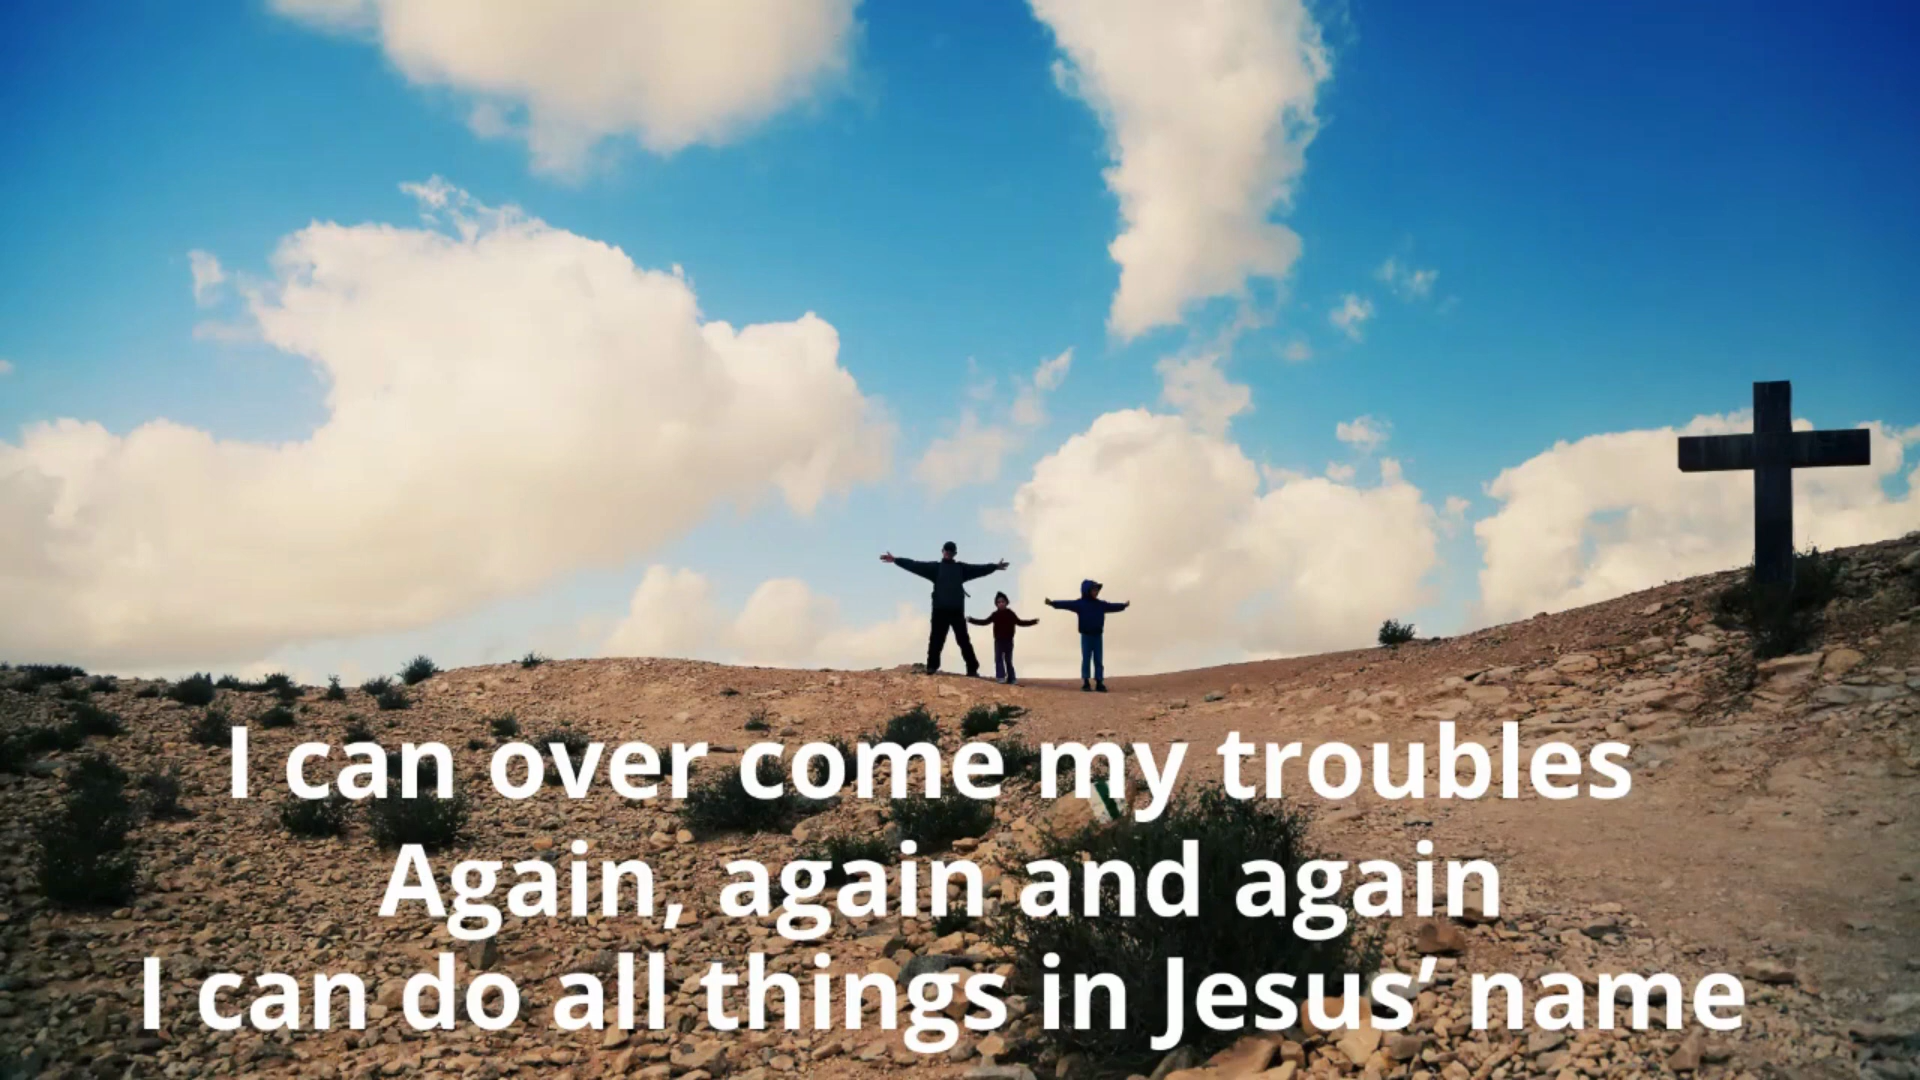 I can over come my troubles
Again, again and again
I can do all things in Jesus’ name